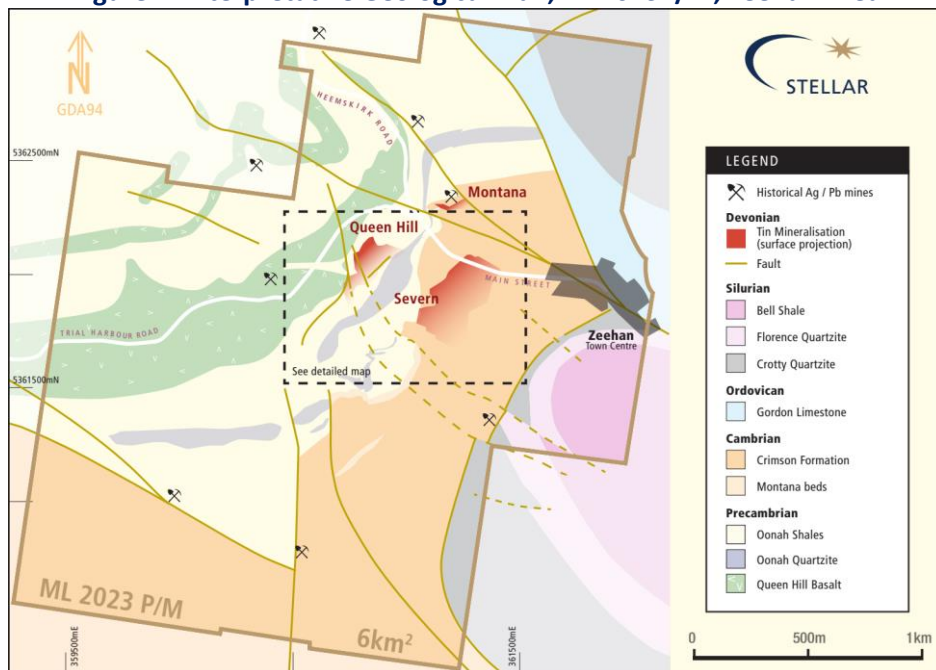 GDA94
N
5362500mN
5361500mN
359500mE
361500mE
HEEMSKIRK ROAD
Montana
Queen Hill
MAIN STREET
Severn
TRIAL HARBOUR ROAD
Zeehan
Town Centre
See detailed map
ML 2023 P/M
6km²
STELLAR
LEGEND
Historical Ag / Pb mines
Devonian
Tin Mineralisation
(surface projection)
Fault
Silurian
Bell Shale
Florence Quartzite
Crotty Quartzite
Ordovican
Gordon Limestone
Cambrian
Crimson Formation
Montana beds
Precambrian
Oonah Shales
Oonah Quartzite
Queen Hill Basalt
0 500m 1km